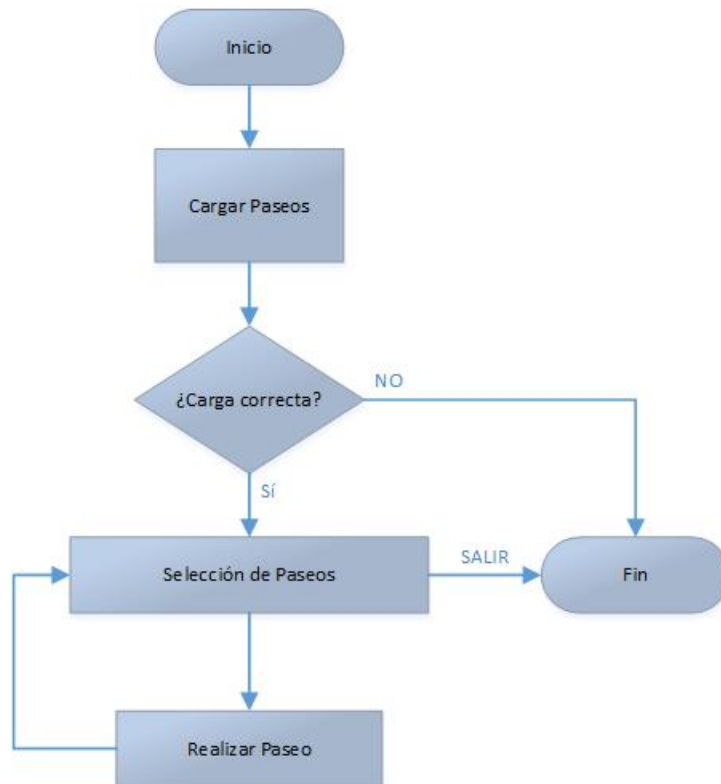 Inicio
Cargar Paseos
¿Carga correcta?
NO
Sí
Selección de Paseos
SALIR
Fin
Realizar Paseo